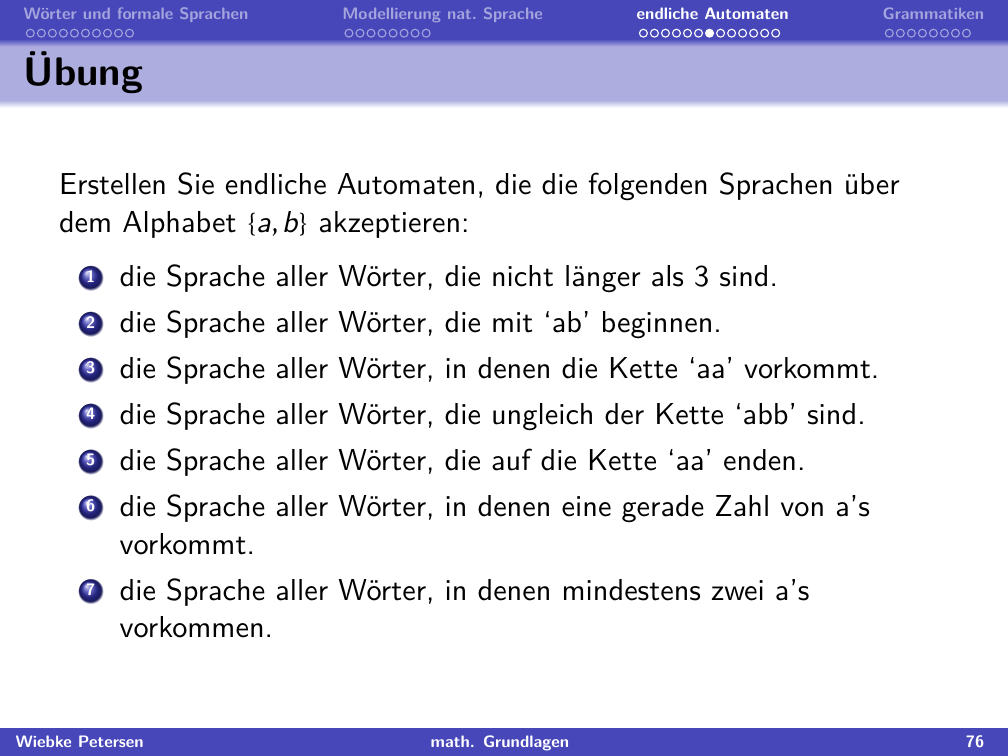 Wörter und formale Sprachen Modellierung nat. Sprache endliche Automaten Grammatiken
Übung
Erstellen Sie endliche Automaten, die die folgenden Sprachen über
dem Alphabet {a, b} akzeptieren:
1 die Sprache aller Wörter, die nicht länger als 3 sind.
2 die Sprache aller Wörter, die mit ‘ab’ beginnen.
3 die Sprache aller Wörter, in denen die Kette ‘aa’ vorkommt.
4 die Sprache aller Wörter, die ungleich der Kette ‘abb’ sind.
5 die Sprache aller Wörter, die auf die Kette ‘aa’ enden.
6 die Sprache aller Wörter, in denen eine gerade Zahl von a’s
vorkommt.
7 die Sprache aller Wörter, in denen mindestens zwei a’s
vorkommen.
Wiebke Petersen math. Grundlagen 76